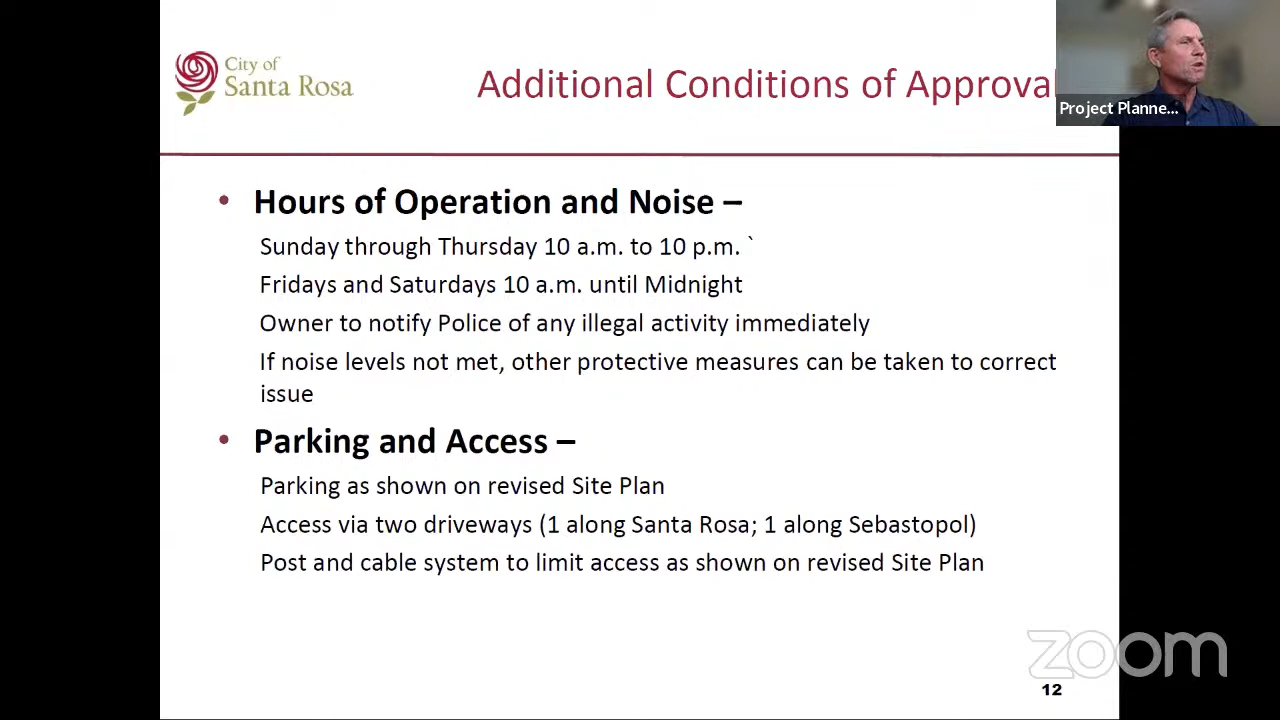 City of
Santa Rosa
Additional Conditions of Approval
Project Planne...
• Hours of Operation and Noise –
Sunday through Thursday 10 a.m. to 10 p.m. `
Fridays and Saturdays 10 a.m. until Midnight
Owner to notify Police of any illegal activity immediately
If noise levels not met, other protective measures can be taken to correct
issue
• Parking and Access –
Parking as shown on revised Site Plan
Access via two driveways (1 along Santa Rosa; 1 along Sebastopol)
Post and cable system to limit access as shown on revised Site Plan
zoom
12